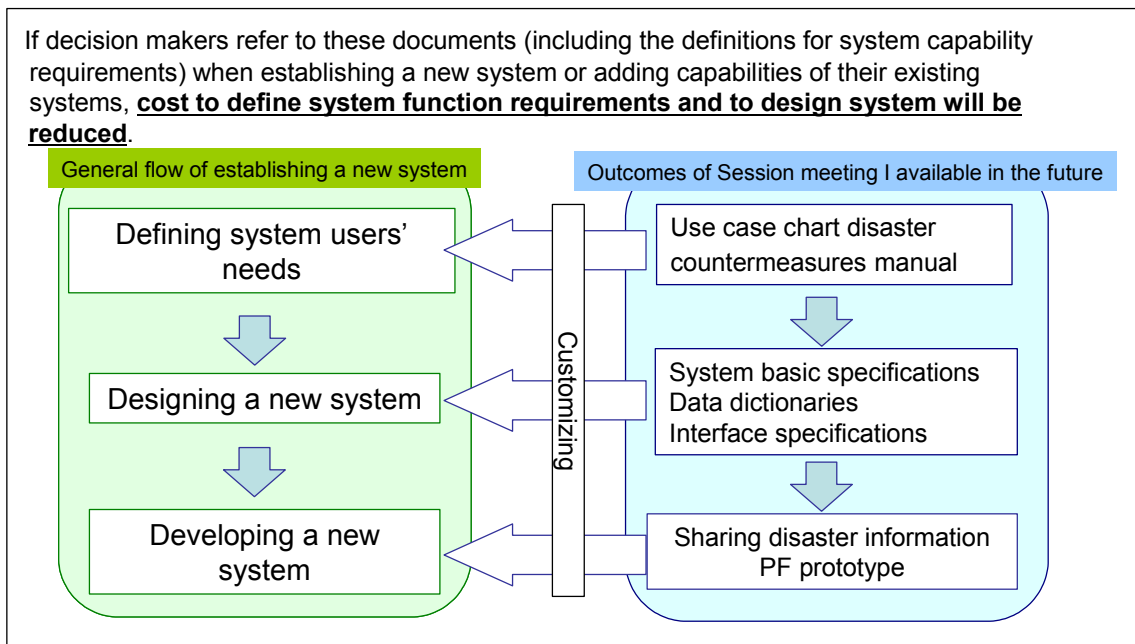 If decision makers refer to these documents (including the definitions for system capability
requirements) when establishing a new system or adding capabilities of their existing
systems, cost to define system function requirements and to design system will be
reduced.
General flow of establishing a new system
Outcomes of Session meeting I available in the future
Defining system users'
needs
Designing a new system
Developing a new
system
Customizing
Use case chart disaster
countermeasures manual
System basic specifications
Data dictionaries
Interface specifications
Sharing disaster information
PF prototype